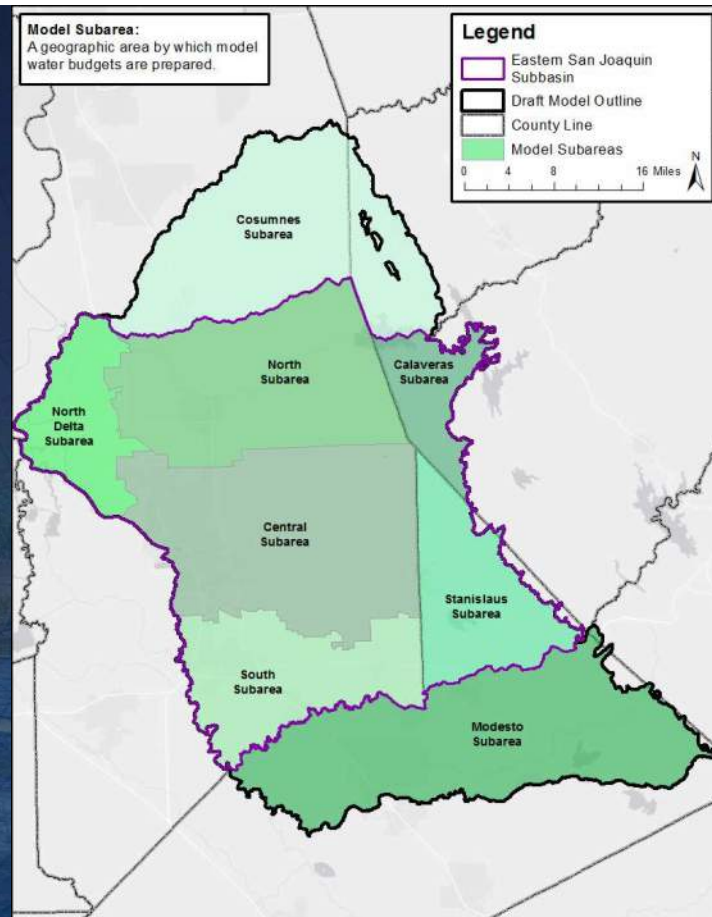 Model Subarea:
A geographic area by which model
water budgets are prepared.
Legend
Eastern San Joaquin
Subbasin
Draft Model Outline
County Line
Model Subareas
0 4 8 16 Miles
N
Cosumnes
Subarea
North
Subarea
Calaveras
Subarea
North
Delta
Subarea
Central
Subarea
Stanislaus
Subarea
South
Subarea
Modesto
Subarea